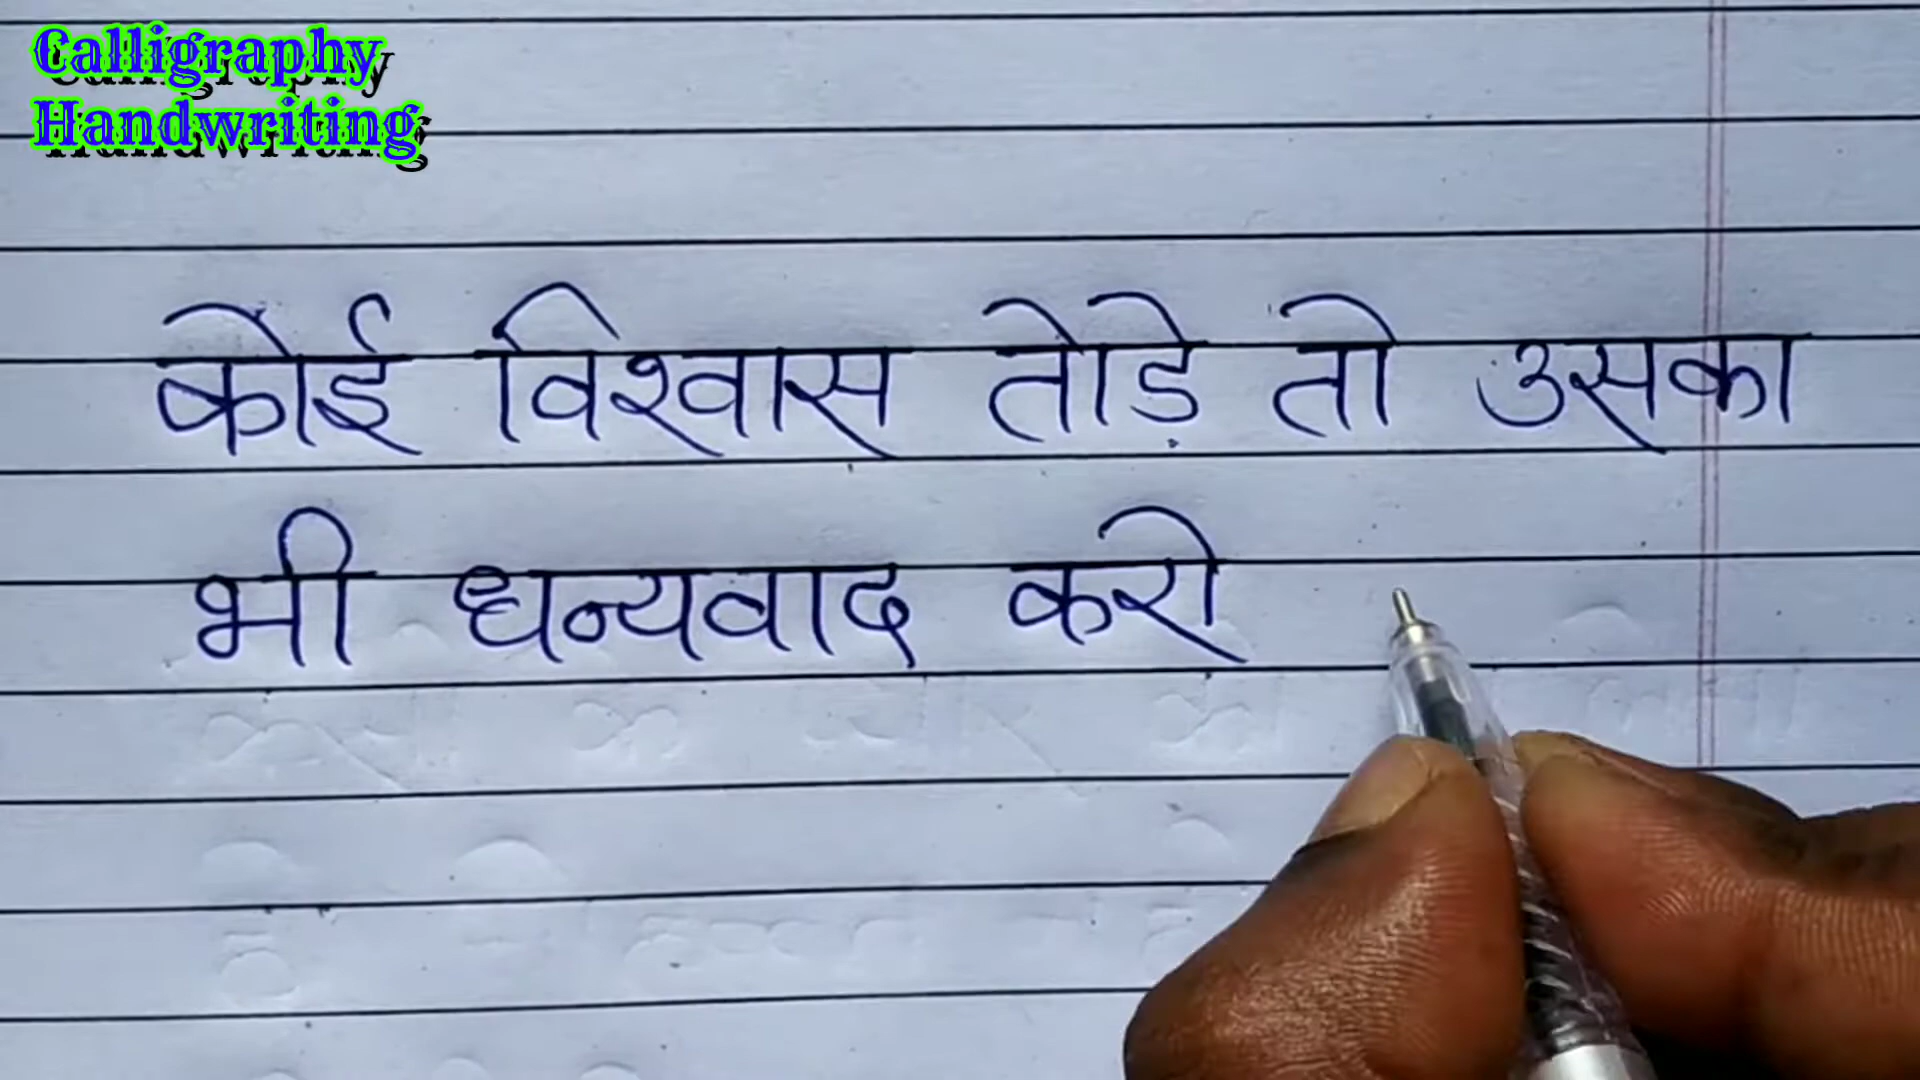 Calligraphy
Handwriting
कोई विश्वास तोड़े तो उसका
भी धन्यवाद करो